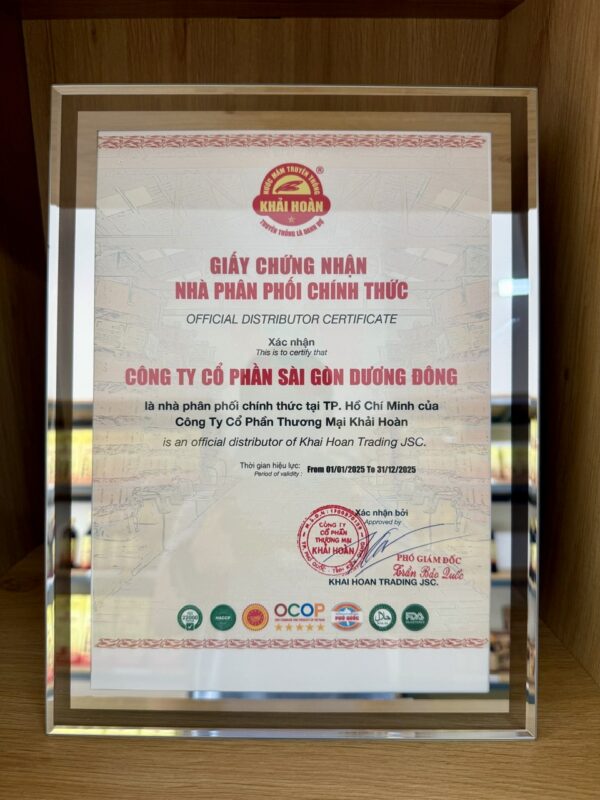 NƯỚC MẮM TRUYỀN THỐNG
®
KHẢI HOÀN
TRUYỀN THỐNG LÀ DANH DỰ
GIẤY CHỨNG NHẬN
NHÀ PHÂN PHỐI CHÍNH THỨC
OFFICIAL DISTRIBUTOR CERTIFICATE
Xác nhận
This is to certify that
CÔNG TY CỔ PHẦN SÀI GÒN DƯƠNG ĐÔNG
là nhà phân phối chính thức tại TP. Hồ Chí Minh của
Công Ty Cổ Phần Thương Mại Khải Hoàn
is an official distributor of Khai Hoan Trading JSC.
Thời gian hiệu lực:
Period of validity :
From 01/01/2025 To 31/12/2025
Xác nhận bởi
Approved by
CÔNG TY
CỔ PHẦN
THƯƠNG MẠI
KHẢI HOÀN
PHÓ GIÁM ĐỐC
Trần Bảo Quốc
KHAI HOAN TRADING JSC.
ISO
22000
HACCP
OCOP
PHÚ QUỐC
FDA